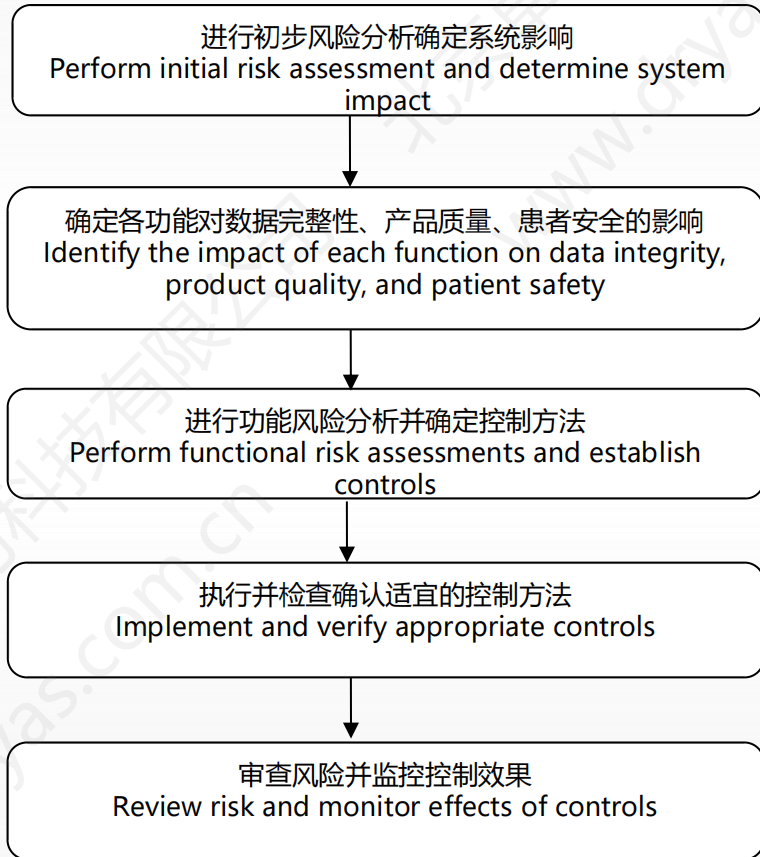 进行初步风险分析确定系统影响
Perform initial risk assessment and determine system
impact
确定各功能对数据完整性、产品质量、患者安全的影响
Identify the impact of each function on data integrity,
product quality, and patient safety
进行功能风险分析并确定控制方法
Perform functional risk assessments and establish
controls
执行并检查确认适宜的控制方法
Implement and verify appropriate controls
审查风险并监控控制效果
Review risk and monitor effects of controls